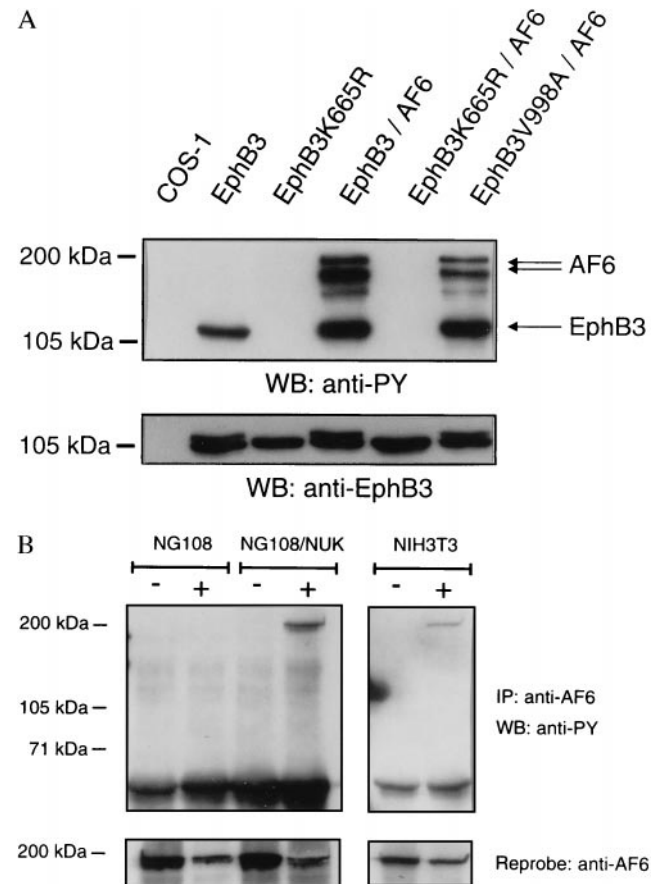 A
COS-1
EphB3
EphB3K665R
EphB3 / AF6
EphB3K665R / AF6
EphB3V998A / AF6
200 kDa
AF6
EphB3
105 kDa
WB: anti-PY
105 kDa
WB: anti-EphB3
B
NG108 NG108/NUK NIH3T3
- + - + - +
200 kDa
105 kDa
IP: anti-AF6
WB: anti-PY
71 kDa
200 kDa
Reprobe: anti-AF6